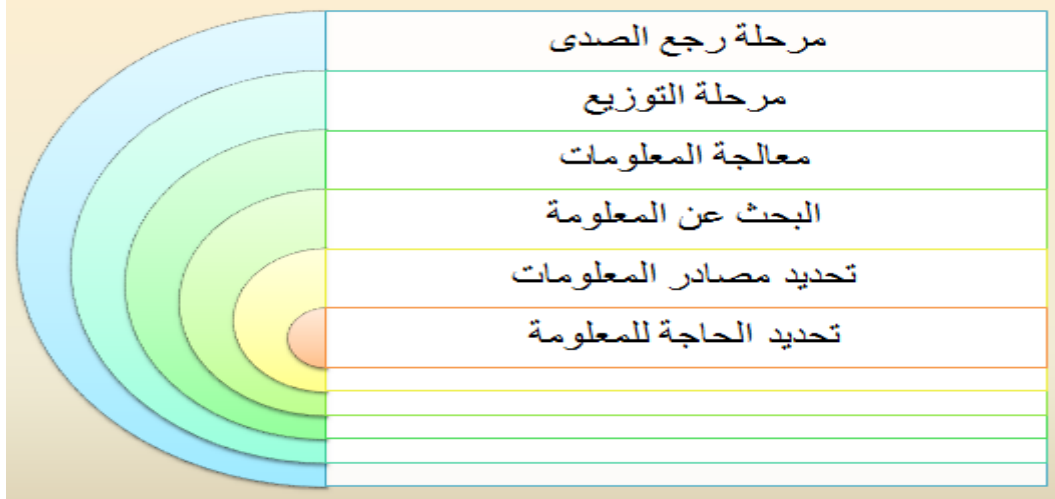 مرحلة رجع الصدى
مرحلة التوزيع
معالجة المعلومات
البحث عن المعلومة
تحديد مصادر المعلومات
تحديد الحاجة للمعلومة